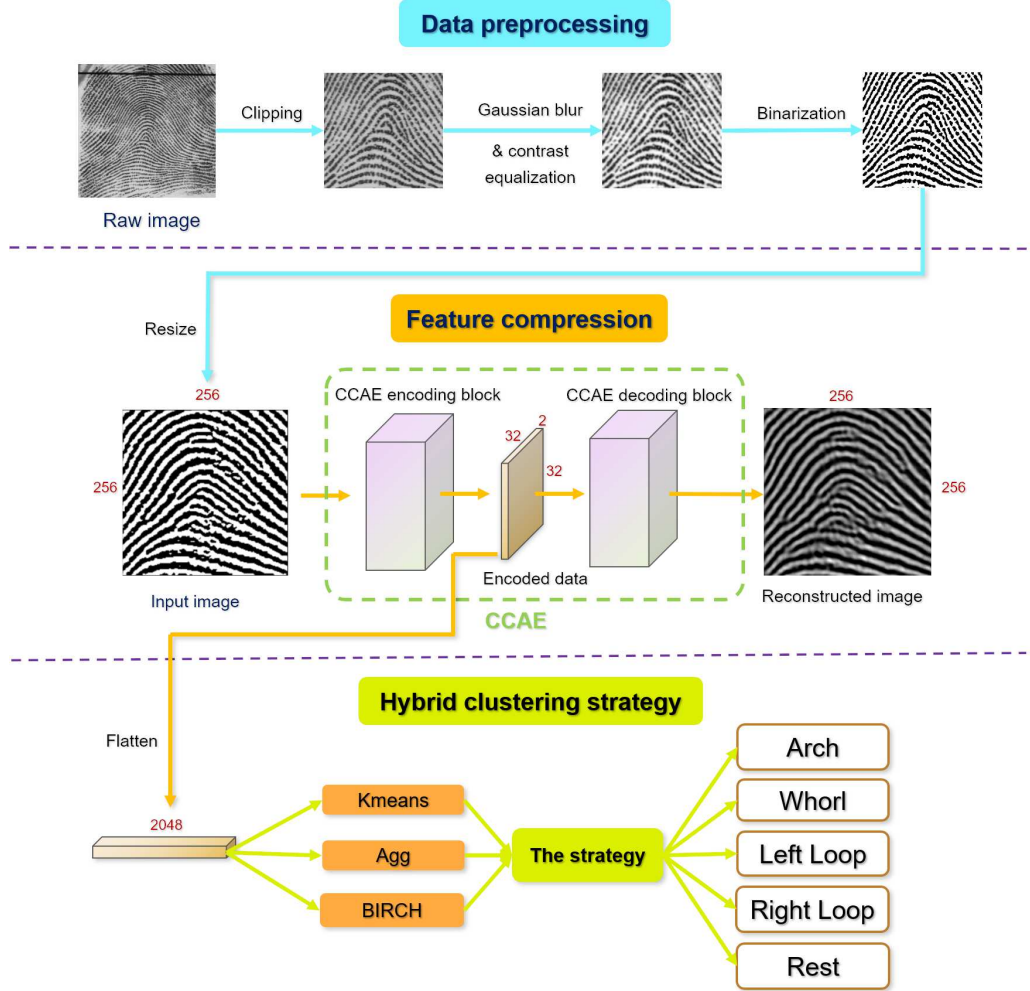 Data preprocessing
Clipping
Gaussian blur
& contrast
equalization
Binarization
Raw image
Resize
Feature compression
256
256
CCAE encoding block
32
2
32
CCAE decoding block
256
256
Input image
Encoded data
Reconstructed image
CCAE
Hybrid clustering strategy
Flatten
2048
Kmeans
Agg
BIRCH
The strategy
Arch
Whorl
Left Loop
Right Loop
Rest